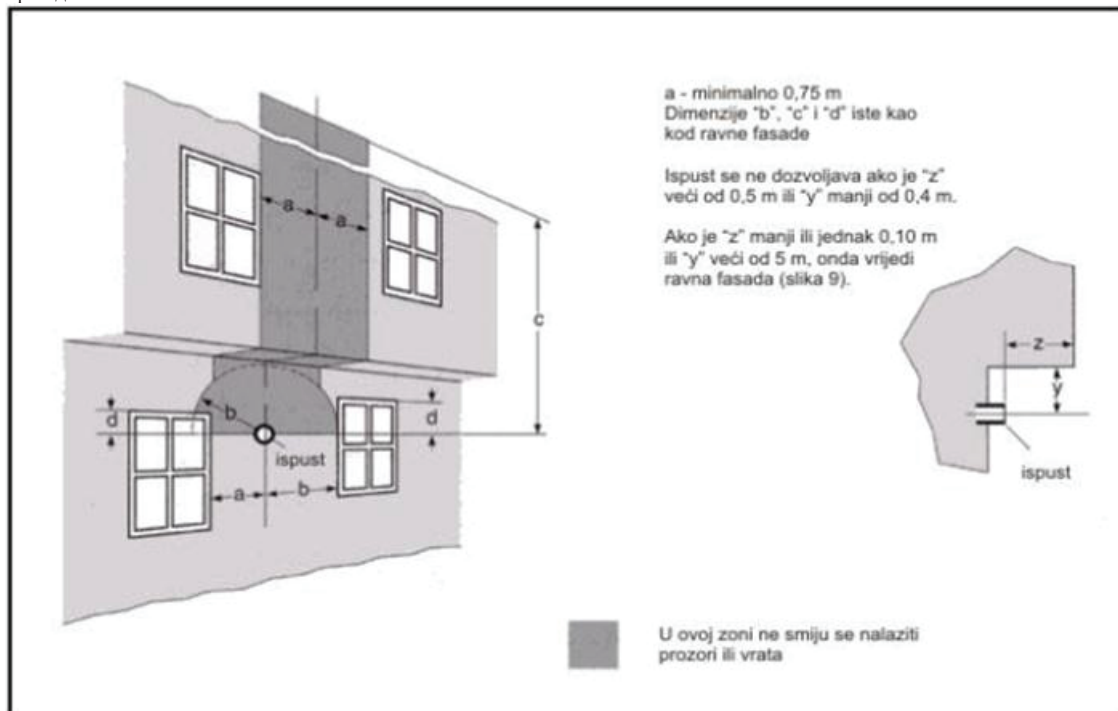 a - minimalno 0,75 m
Dimenzije “b”, “c” i “d” iste kao
kod ravne fasade
Ispust se ne dozvoljava ako je “z”
veći od 0,5 m ili “y” manji od 0,4 m.
Ako je “z” manji ili jednak 0,10 m
ili “y” veći od 5 m, onda vrijedi
ravna fasada (slika 9).
a
a
c
z
y
ispust
d
b
d
ispust
a
b
U ovoj zoni ne smiju se nalaziti
prozori ili vrata